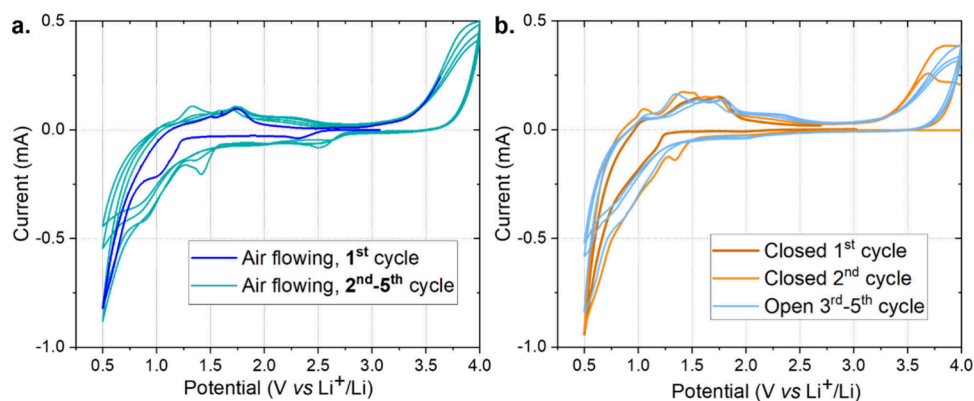 a.
0.5
0.0
-0.5
-1.0
Current (mA)
Air flowing, 1st cycle
Air flowing, 2nd-5th cycle
0.5 1.0 1.5 2.0 2.5 3.0 3.5 4.0
Potential (V vs Li+/Li)
b.
0.5
0.0
-0.5
-1.0
Current (mA)
Closed 1st cycle
Closed 2nd cycle
Open 3rd-5th cycle
0.5 1.0 1.5 2.0 2.5 3.0 3.5 4.0
Potential (V vs Li+/Li)